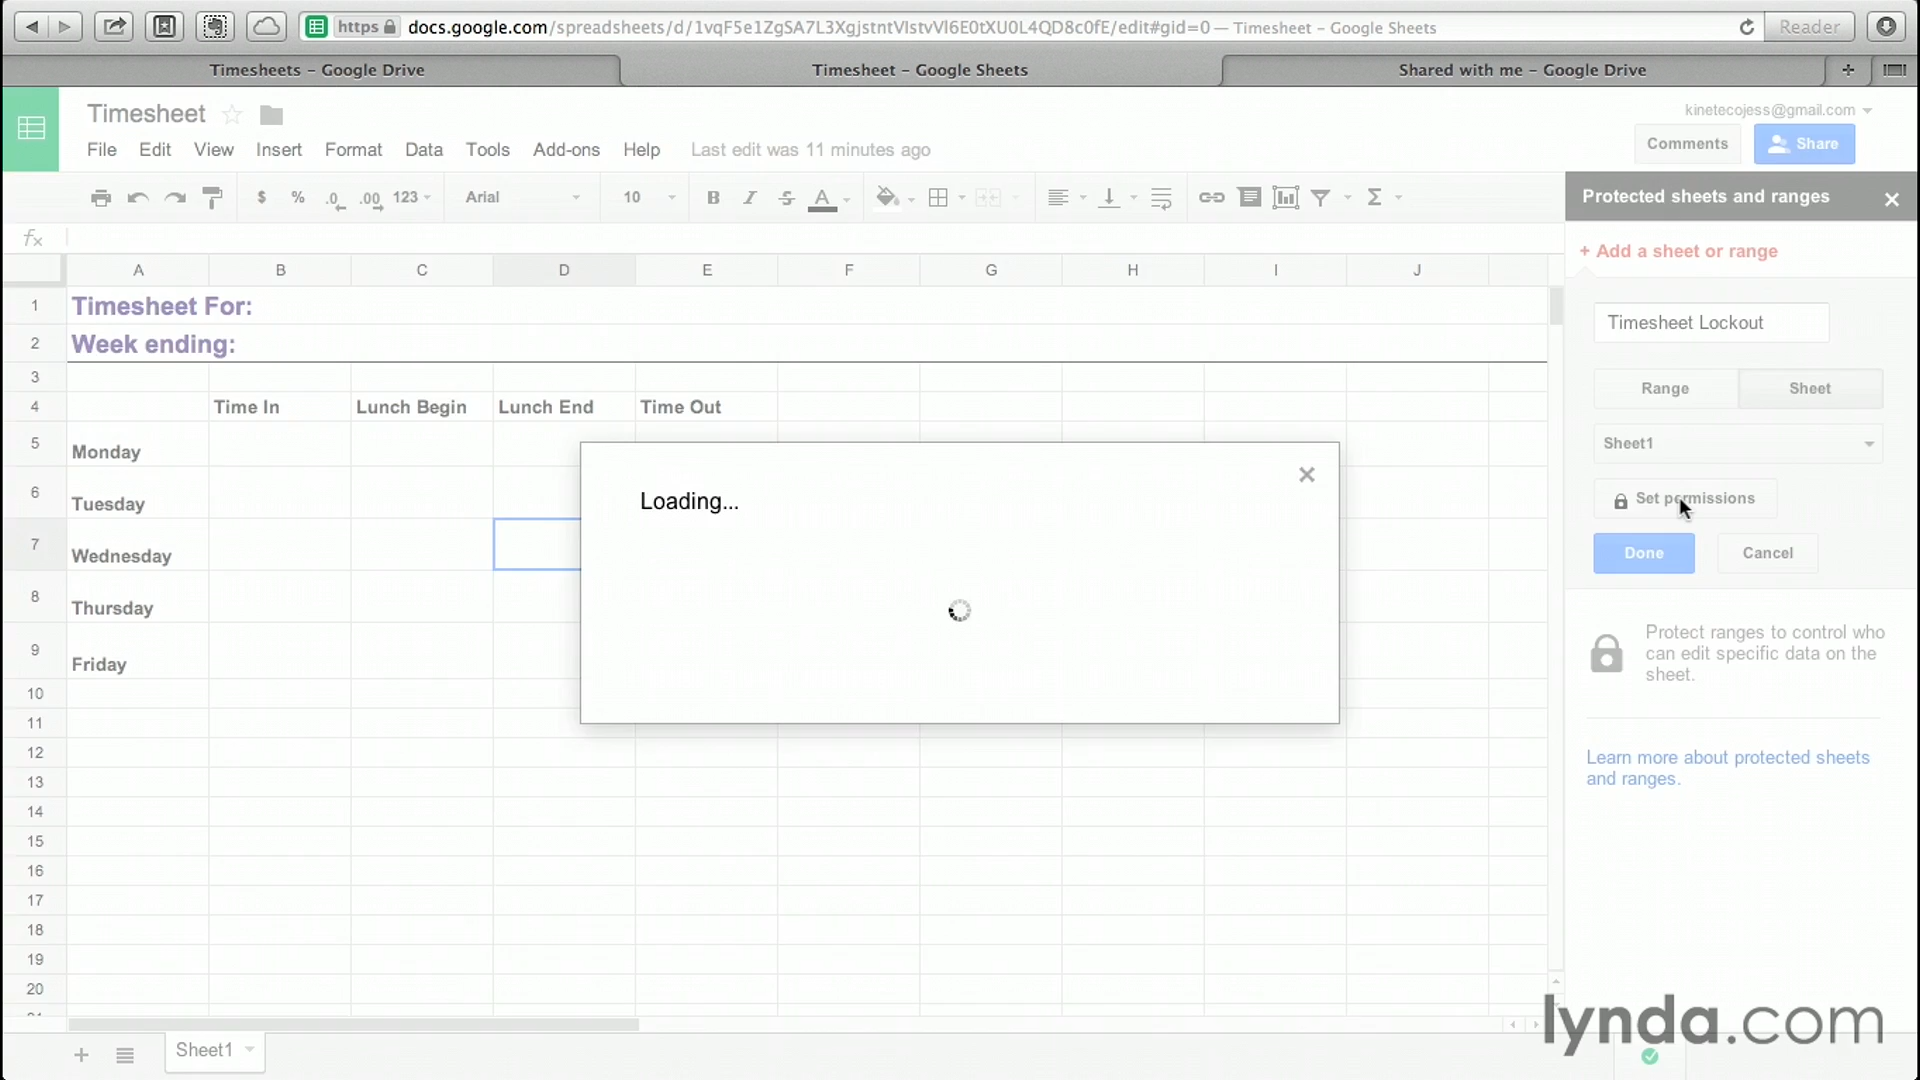 https docs.google.com/spreadsheets/d/1vqF5e1ZgSA7L3XgjstntVIstvVl6E0tXU0L4QD8c0fE/edit#gid=0 — Timesheet – Google Sheets
Reader
Timesheets – Google Drive
Timesheet – Google Sheets
Shared with me – Google Drive
Timesheet
kinetecojess@gmail.com
File Edit View Insert Format Data Tools Add-ons Help Last edit was 11 minutes ago
Comments
Share
$ % .0 .00 123 Arial 10 B I S A Σ
fx
Protected sheets and ranges
+ Add a sheet or range
A B C D E F G H I J
1 Timesheet For:
2 Week ending:
3
4 Time In Lunch Begin Lunch End Time Out
5 Monday
6 Tuesday
7 Wednesday
8 Thursday
9 Friday
10
11
12
13
14
15
16
17
18
19
20
Loading...
Timesheet Lockout
Range Sheet
Sheet1
Set permissions
Done Cancel
Protect ranges to control who
can edit specific data on the
sheet.
Learn more about protected sheets
and ranges.
Sheet1
lynda.com